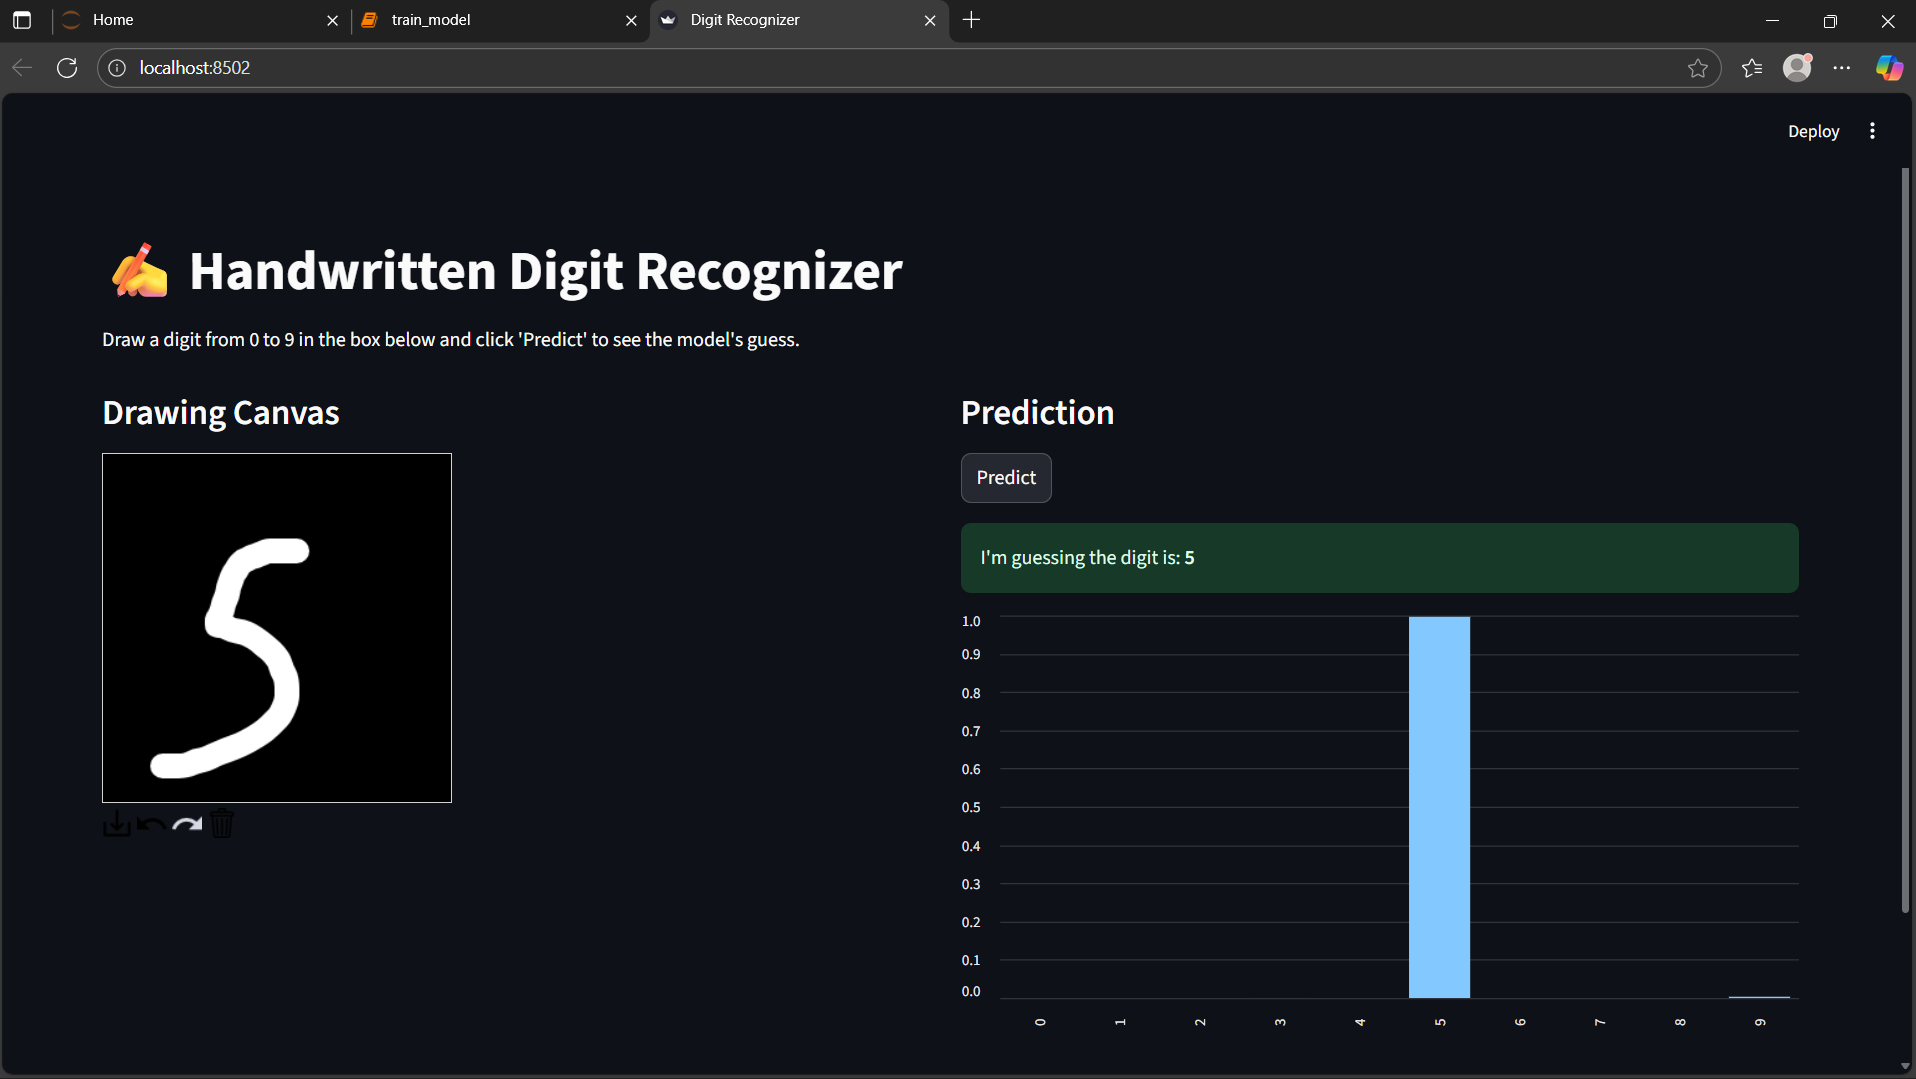 Home
train_model
Digit Recognizer
localhost:8502
Deploy
✍ Handwritten Digit Recognizer
Draw a digit from 0 to 9 in the box below and click 'Predict' to see the model's guess.
Drawing Canvas
5
Prediction
Predict
I'm guessing the digit is: 5
1.0
0.9
0.8
0.7
0.6
0.5
0.4
0.3
0.2
0.1
0.0
0 1 2 3 4 5 6 7 8 9